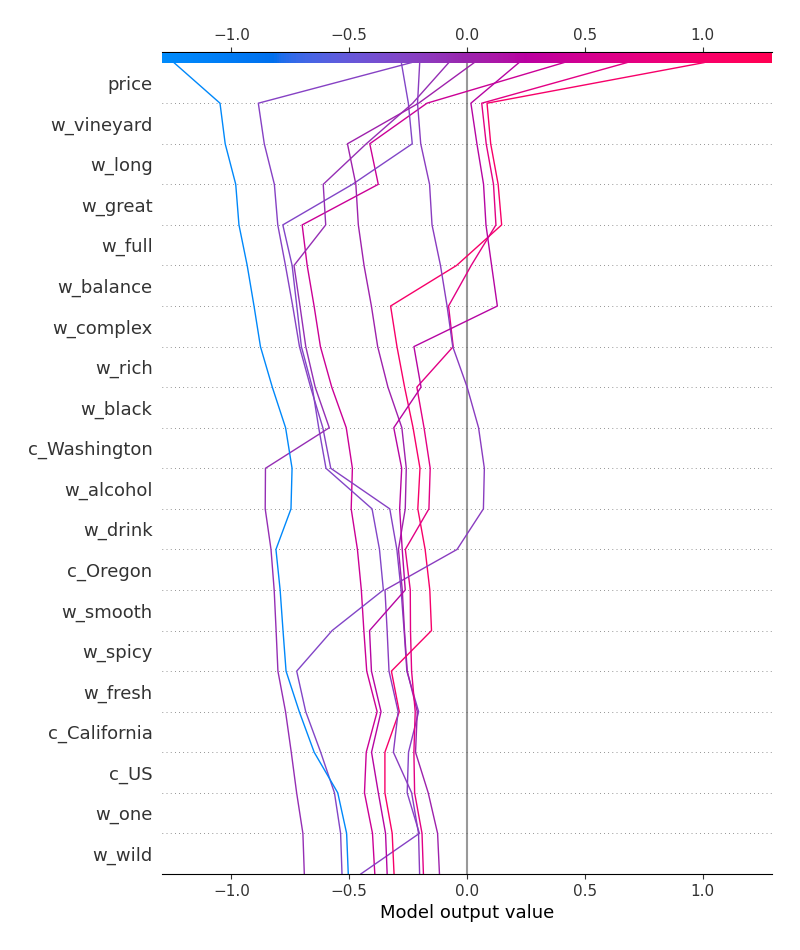 −1.0 −0.5 0.0 0.5 1.0
price
w_vineyard
w_long
w_great
w_full
w_balance
w_complex
w_rich
w_black
c_Washington
w_alcohol
w_drink
c_Oregon
w_smooth
w_spicy
w_fresh
c_California
c_US
w_one
w_wild
−1.0 −0.5 0.0 0.5 1.0
Model output value